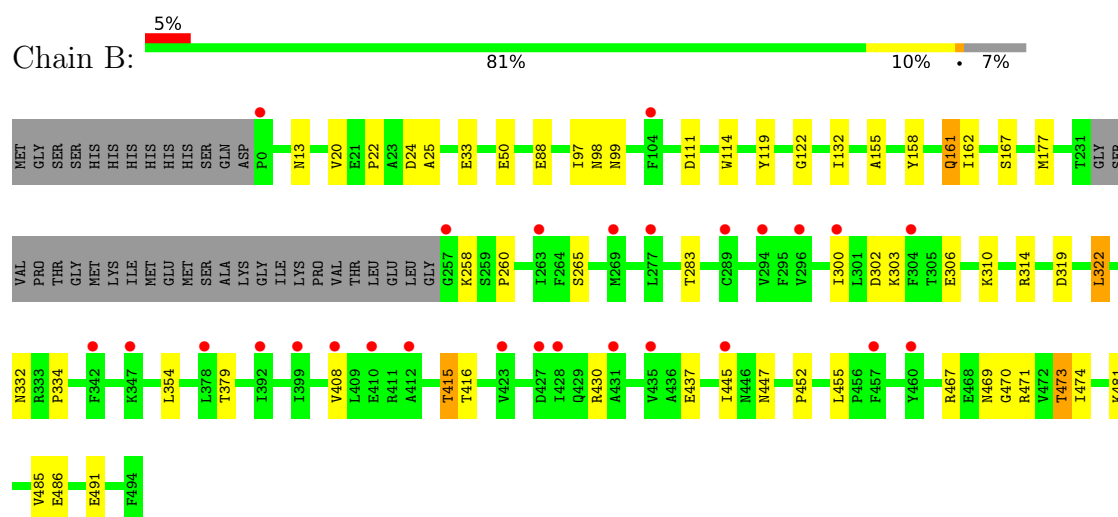 5%
Chain B:
81% 10% • 7%
MET GLY SER SER HIS HIS HIS HIS HIS HIS SER GLN ASP P0 N13 V20 E21 P22 A23 D24 A25 E33 E50 E88 I97 N98 N99 F104 D111 W114 Y119 G122 I132 A155 Y158 Q161 I162 S167 M177 T231 GLY SER
VAL PRO THR GLY MET LYS ILE MET GLU MET SER ALA LYS GLY ILE LYS PRO VAL THR LEU GLU LEU GLY G257 K258 S259 P260 I263 F264 S265 M269 L277 T283 C289 V294 F295 V296 I300 L301 D302 K303 F304 T305 E306 K310 R314 D319 L322
N332 R333 P334 F342 K347 L354 L378 T379 I392 I399 V408 L409 E410 R411 A412 T415 T416 V423 D427 I428 Q429 R430 A431 V435 A436 E437 I445 N446 N447 P452 L455 P456 F457 Y460 R467 E468 N469 G470 R471 V472 T473 I474 K481
V485 E486 E491 F494